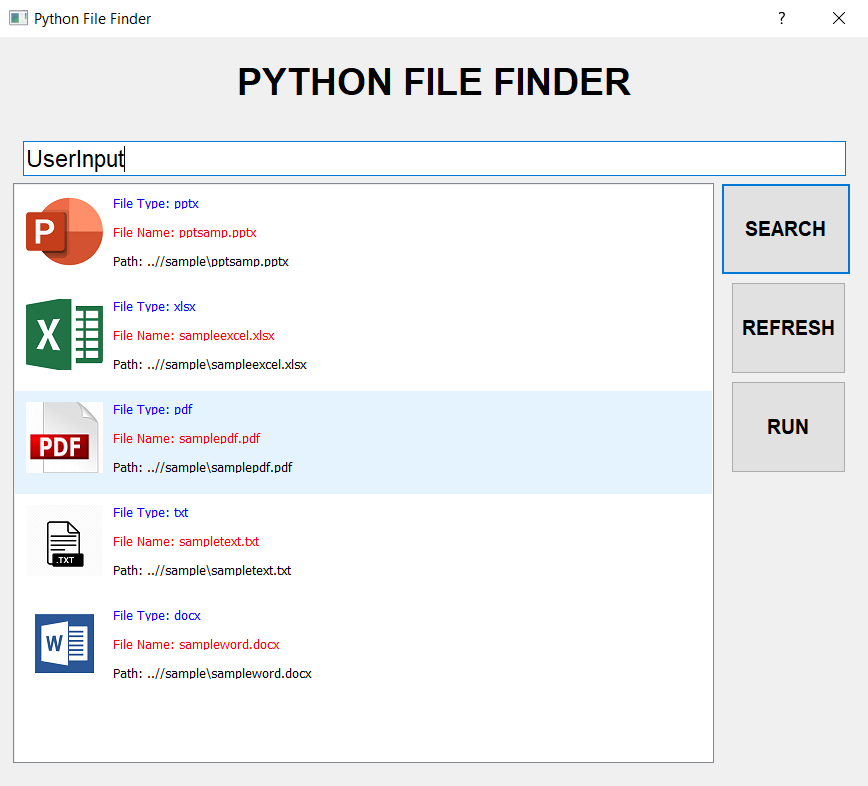 Python File Finder
?
PYTHON FILE FINDER
UserInput
SEARCH
REFRESH
RUN
P
File Type: pptx
File Name: pptsamp.pptx
Path: ..//sample\pptsamp.pptx
X
File Type: xlsx
File Name: sampleexcel.xlsx
Path: ..//sample\sampleexcel.xlsx
PDF
File Type: pdf
File Name: samplepdf.pdf
Path: ..//sample\samplepdf.pdf
.TXT
File Type: txt
File Name: sampletext.txt
Path: ..//sample\sampletext.txt
W
File Type: docx
File Name: sampleword.docx
Path: ..//sample\sampleword.docx